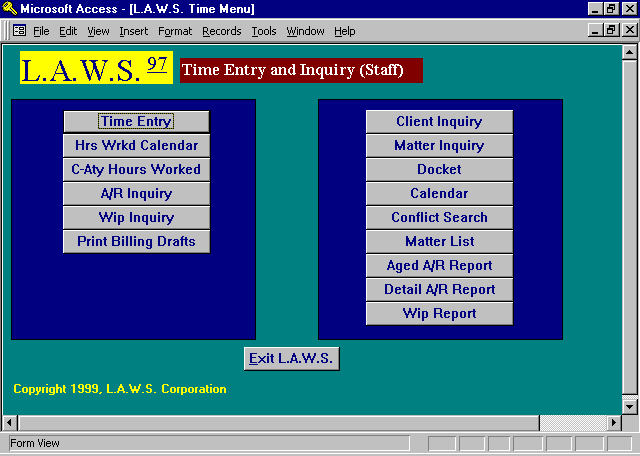 Microsoft Access - [L.A.W.S. Time Menu]
File Edit View Insert Format Records Tools Window Help
L.A.W.S. 97 Time Entry and Inquiry (Staff)
Time Entry
Hrs Wrkd Calendar
C-Aty Hours Worked
A/R Inquiry
Wip Inquiry
Print Billing Drafts
Client Inquiry
Matter Inquiry
Docket
Calendar
Conflict Search
Matter List
Aged A/R Report
Detail A/R Report
Wip Report
Exit L.A.W.S.
Copyright 1999, L.A.W.S. Corporation
Form View